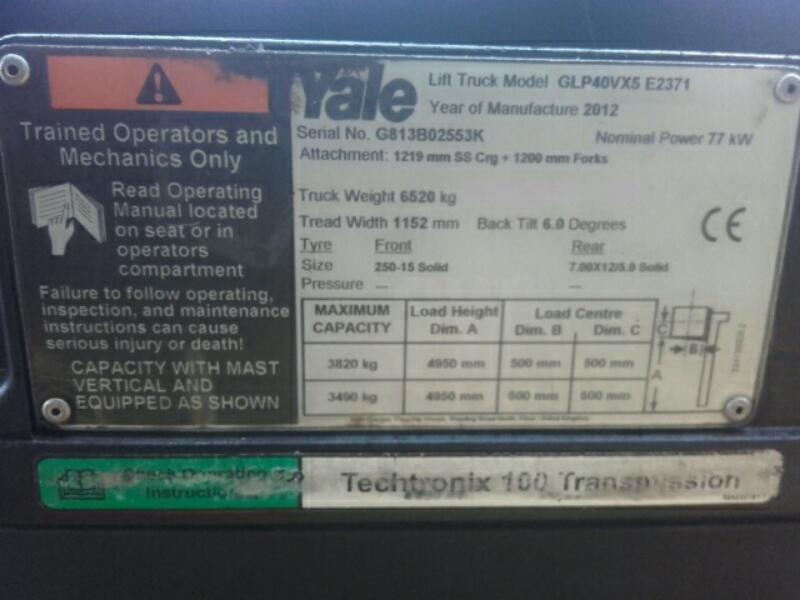 Trained Operators and
Mechanics Only
Read Operating
Manual located
on seat or in
operators
compartment
Failure to follow operating,
inspection, and maintenance
instructions can cause
serious injury or death!
CAPACITY WITH MAST
VERTICAL AND
EQUIPPED AS SHOWN
Yale
Lift Truck Model GLP40VX5 E2371
Year of Manufacture 2012
Serial No. G813B02553K Nominal Power 77 kW
Attachment: 1219 mm SS Crg + 1200 mm Forks
Truck Weight 6520 kg
Tread Width 1152 mm Back Tilt 6.0 Degrees
CE
Tyre Front Rear
Size 250-15 Solid 7.00X12/5.0 Solid
Pressure --- ---
MAXIMUM CAPACITY Load Height Dim. A Load Centre Dim. B Dim. C
3820 kg 4950 mm 500 mm 500 mm
3490 kg 4950 mm 600 mm 600 mm
C
B
A
Check Operating
Instruction
Techtronix 100 Transmission